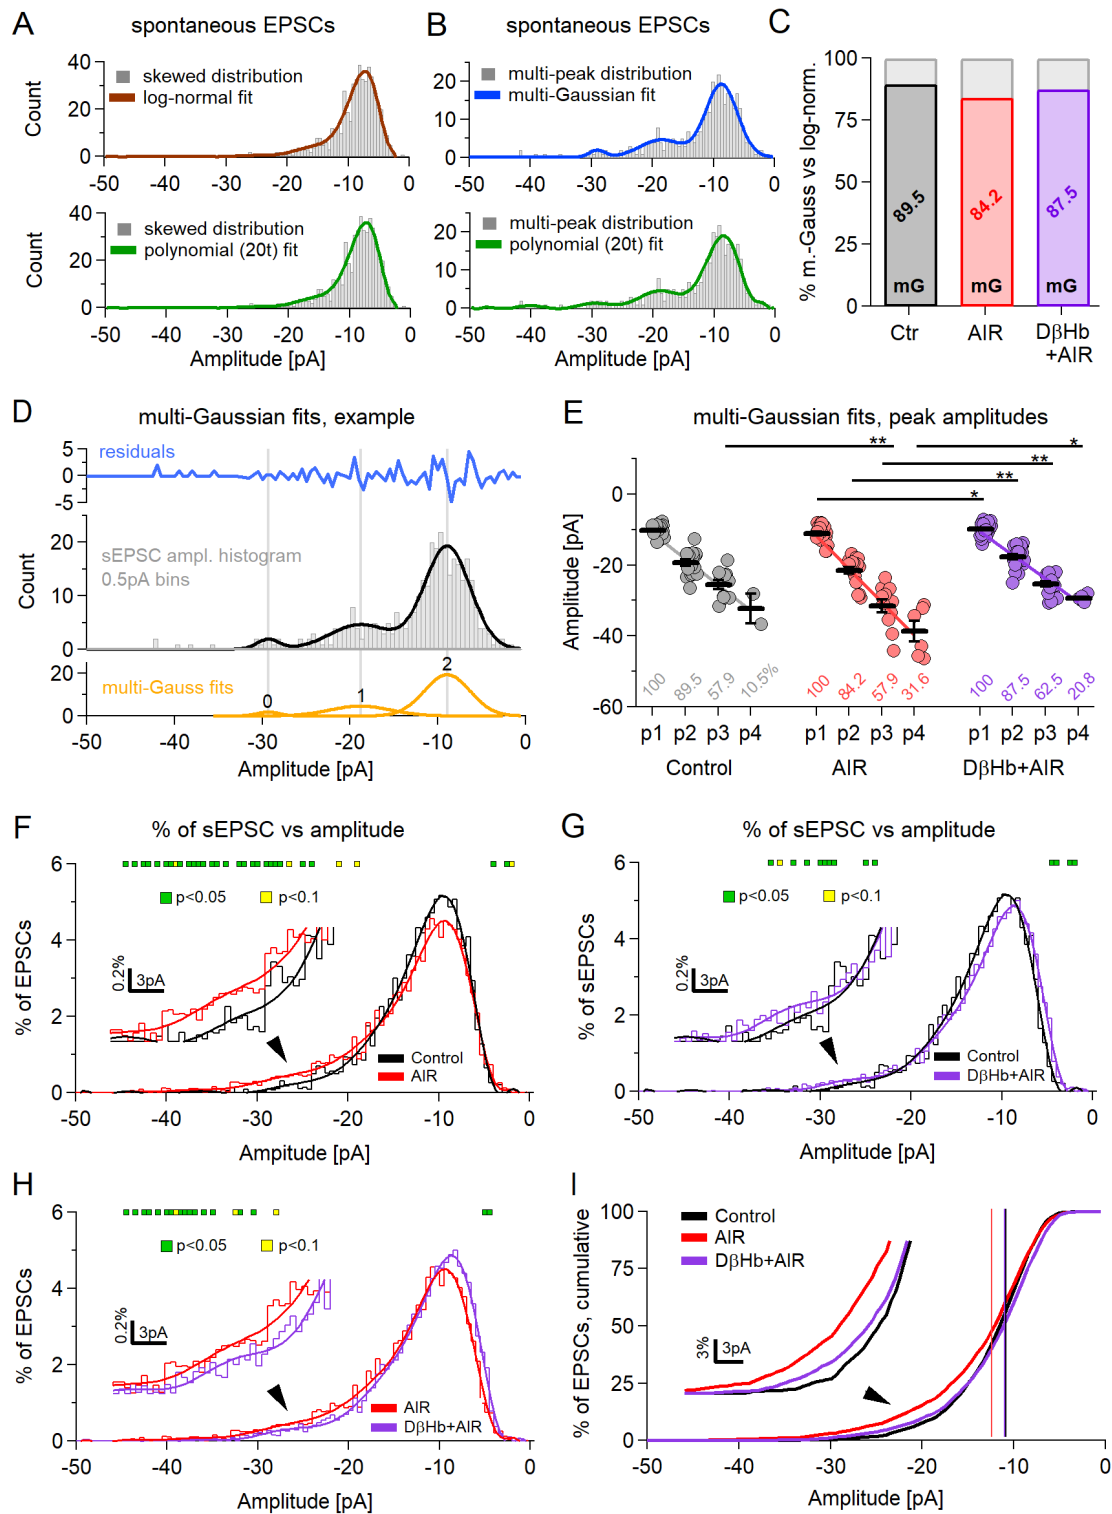 A
spontaneous EPSCs
40
20
0
Count
skewed distribution
log-normal fit
-50 -40 -30 -20 -10 0
40
20
0
Count
skewed distribution
polynomial (20t) fit
-50 -40 -30 -20 -10 0
Amplitude [pA]
B
spontaneous EPSCs
20
10
0
multi-peak distribution
multi-Gaussian fit
-50 -40 -30 -20 -10 0
20
10
0
multi-peak distribution
polynomial (20t) fit
-50 -40 -30 -20 -10 0
Amplitude [pA]
C
% m.-Gauss vs log-norm.
100
75
50
25
0
89.5
84.2
87.5
mG mG mG
Ctr AIR DβHb
+AIR
D
multi-Gaussian fits, example
5
0
-5
residuals
20
10
0
Count
sEPSC ampl. histogram
0.5pA bins
20
0
multi-Gauss fits
0 1 2
-50 -40 -30 -20 -10 0
Amplitude [pA]
E
multi-Gaussian fits, peak amplitudes
** *
**
**
*
0
-20
-40
-60
Amplitude [pA]
100 89.5 57.9 10.5%
100 84.2 57.9 31.6
100 87.5 62.5 20.8
p1 p2 p3 p4 p1 p2 p3 p4 p1 p2 p3 p4
Control AIR DβHb+AIR
F
% of sEPSC vs amplitude
6
4
2
0
% of EPSCs
p<0.05 p<0.1
0.2%
3pA
Control
AIR
-50 -40 -30 -20 -10 0
Ampitude [pA]
G
% of sEPSC vs amplitude
6
4
2
0
% of sEPSCs
p<0.05 p<0.1
0.2%
3pA
Control
DβHb+AIR
-50 -40 -30 -20 -10 0
Amplitude [pA]
H
6
4
2
0
% of EPSCs
p<0.05 p<0.1
0.2%
3pA
AIR
DβHb+AIR
-50 -40 -30 -20 -10 0
Amplitude [pA]
I
100
75
50
25
0
% of EPSCs, cumulative
Control
AIR
DβHb+AIR
3%
3pA
-50 -40 -30 -20 -10 0
Amplitude [pA]